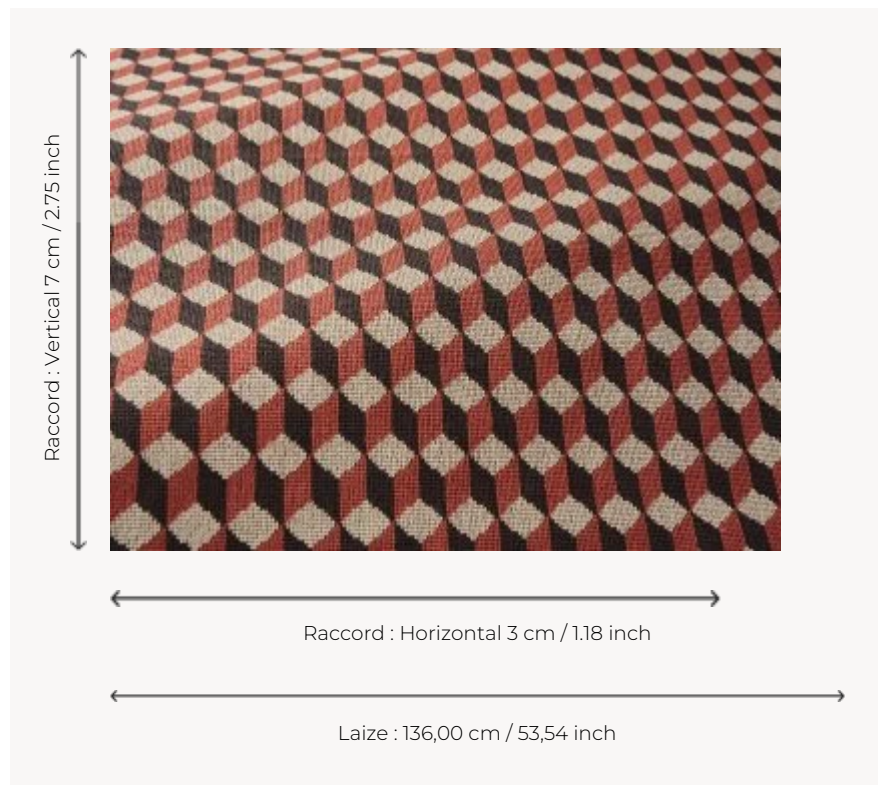 Raccord : Vertical 7 cm / 2.75 inch
Raccord : Horizontal 3 cm / 1.18 inch
Laize : 136,00 cm / 53,54 inch